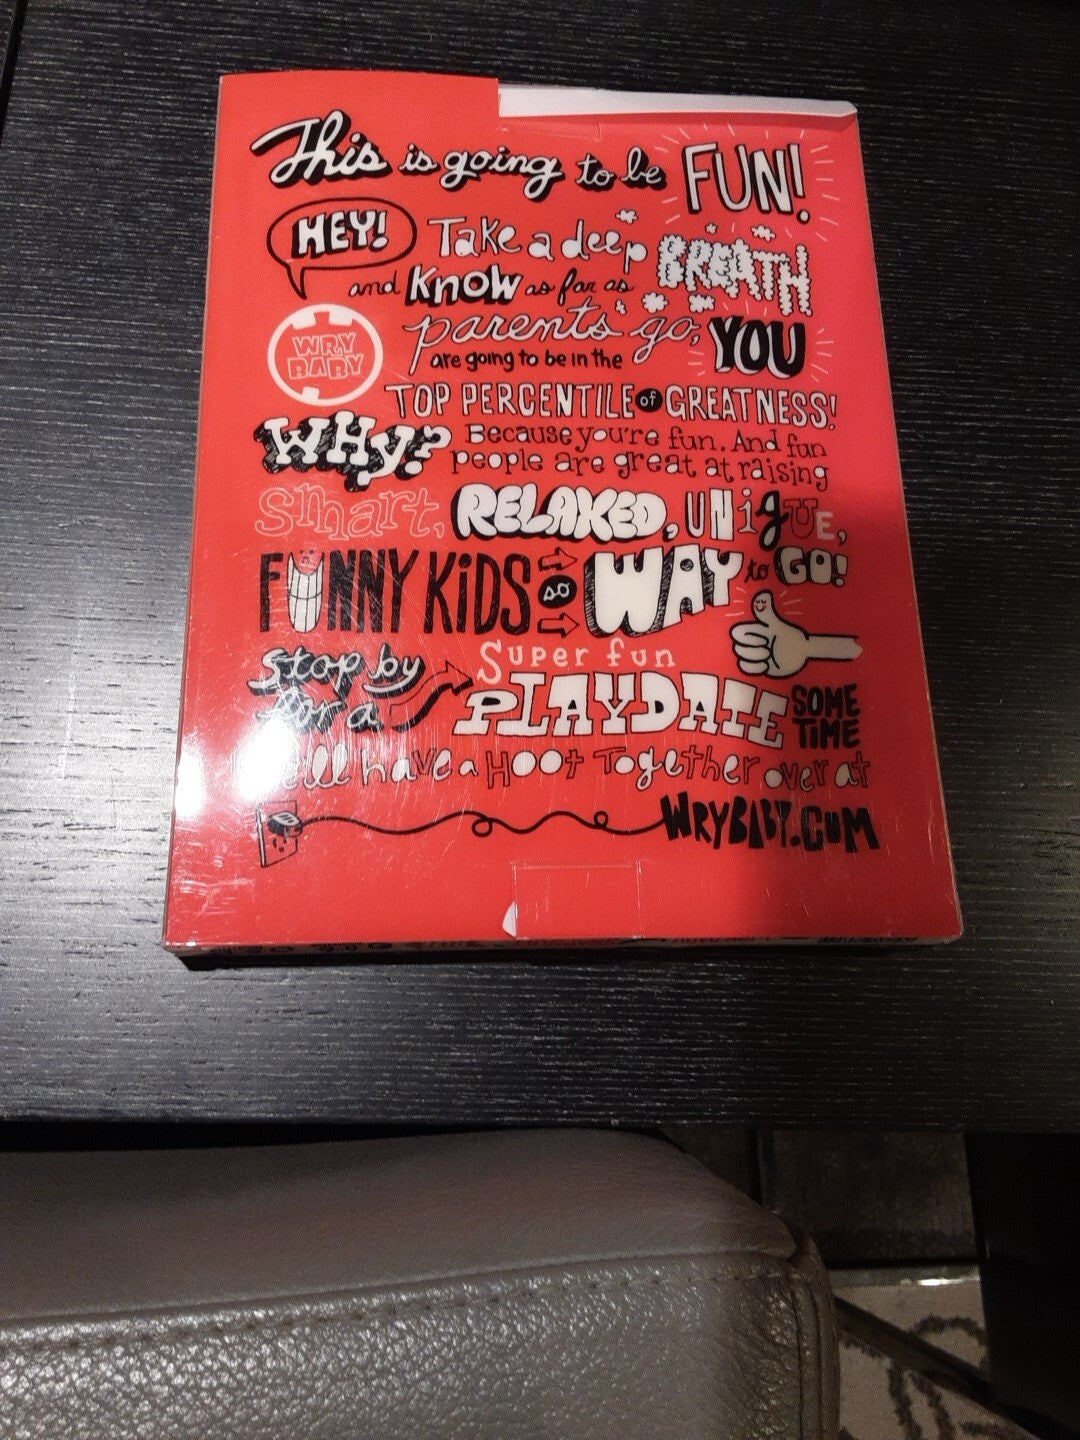 This is going to be FUN!
HEY! Take a deep BREATH
and KNOW as far as
parents go, YOU
WRY BABY
are going to be in the
TOP PERCENTILE of GREATNESS!
WHY? Because you're fun. And fun
people are great at raising
smart, RELAXED, UNiqUE,
FUNNY KiDS so WAY to GO!
Stop by for a Super fun
PLAYDATE SOME TiME
have a HOOt Together over at
WRYBABY.COM